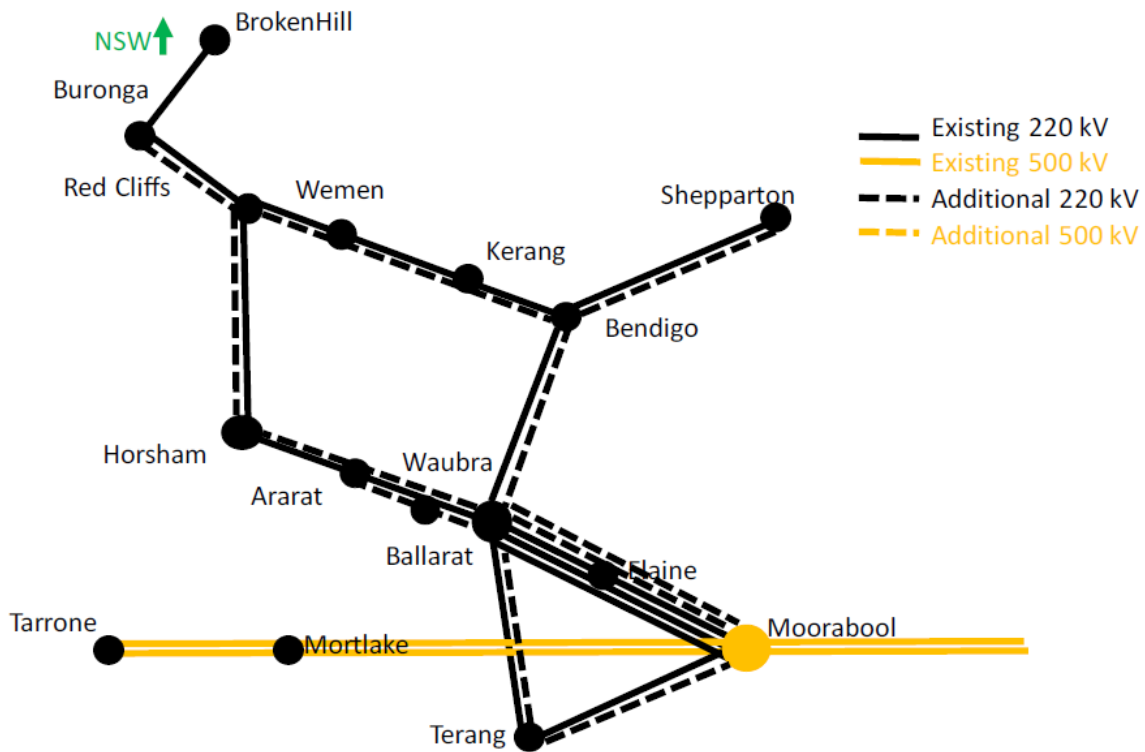 BrokenHill
NSW
Buronga
Existing 220 kV
Existing 500 kV
Additional 220 kV
Additional 500 kV
Red Cliffs
Wemen
Shepparton
Kerang
Bendigo
Horsham
Waubra
Ararat
Ballarat
Elaine
Tarrone
Mortlake
Moorabool
Terang